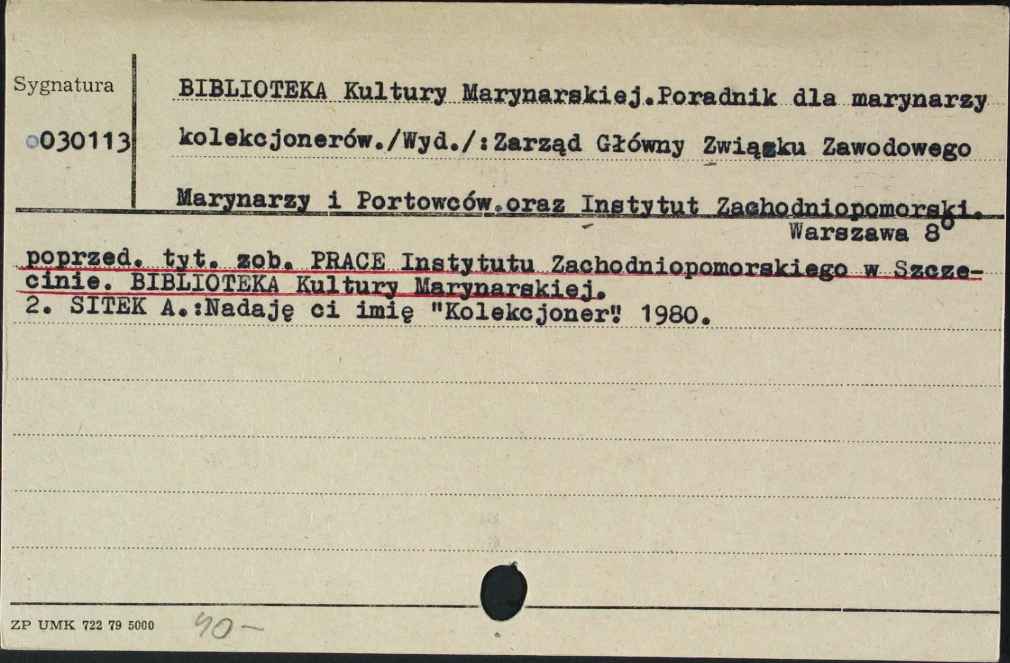 Sygnatura
030113
BIBLIOTEKA Kultury Marynarskiej.Poradnik dla marynarzy
kolekcjonerów./Wyd./:Zarząd Główny Związku Zawodowego
Marynarzy i Portowców.oraz Instytut Zachodniopomorski.
Warszawa 8°
poprzed. tyt. zob. PRACE Instytutu Zachodniopomorskiego w Szcze-
cinie. BIBLIOTEKA Kultury Marynarskiej.
2. SITEK A.:Nadaję ci imię "Kolekcjoner"! 1980.
ZP UMK 722 79 5000
40-